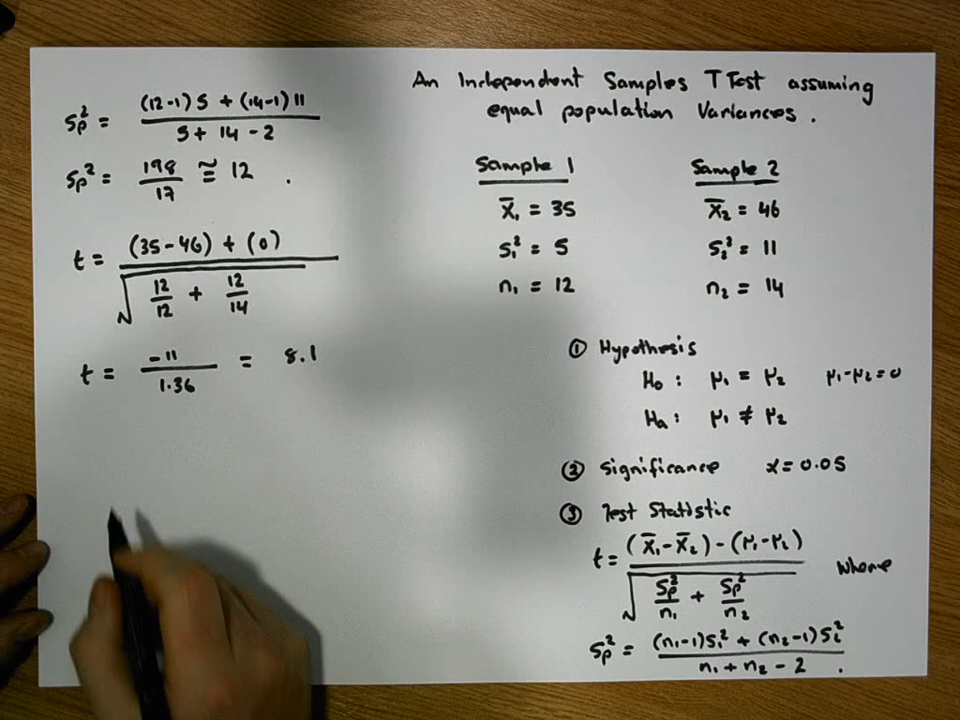 An Independent Samples T Test assuming
equal population Variances.
Sample 1
x̄₁ = 35
s₁² = 5
n₁ = 12
Sample 2
x̄₂ = 46
s₂² = 11
n₂ = 14
① Hypothesis
H₀ : μ₁ = μ₂ μ₁-μ₂=0
Hₐ : μ₁ ≠ μ₂
② Significance α=0.05
③ Test Statistic
t = ((x̄₁-x̄₂)-(μ₁-μ₂)) / √(Sp²/n₁ + Sp²/n₂) where
Sp² = ((n₁-1)S₁² + (n₂-1)S₂²) / (n₁+n₂-2) .
Sp² = ((12-1)5 + (14-1)11) / (5+14-2)
Sp² = 198/17 ≅ 12 .
t = ((35-46) + (0)) / √(12/12 + 12/14)
t = -11/1.36 = 8.1